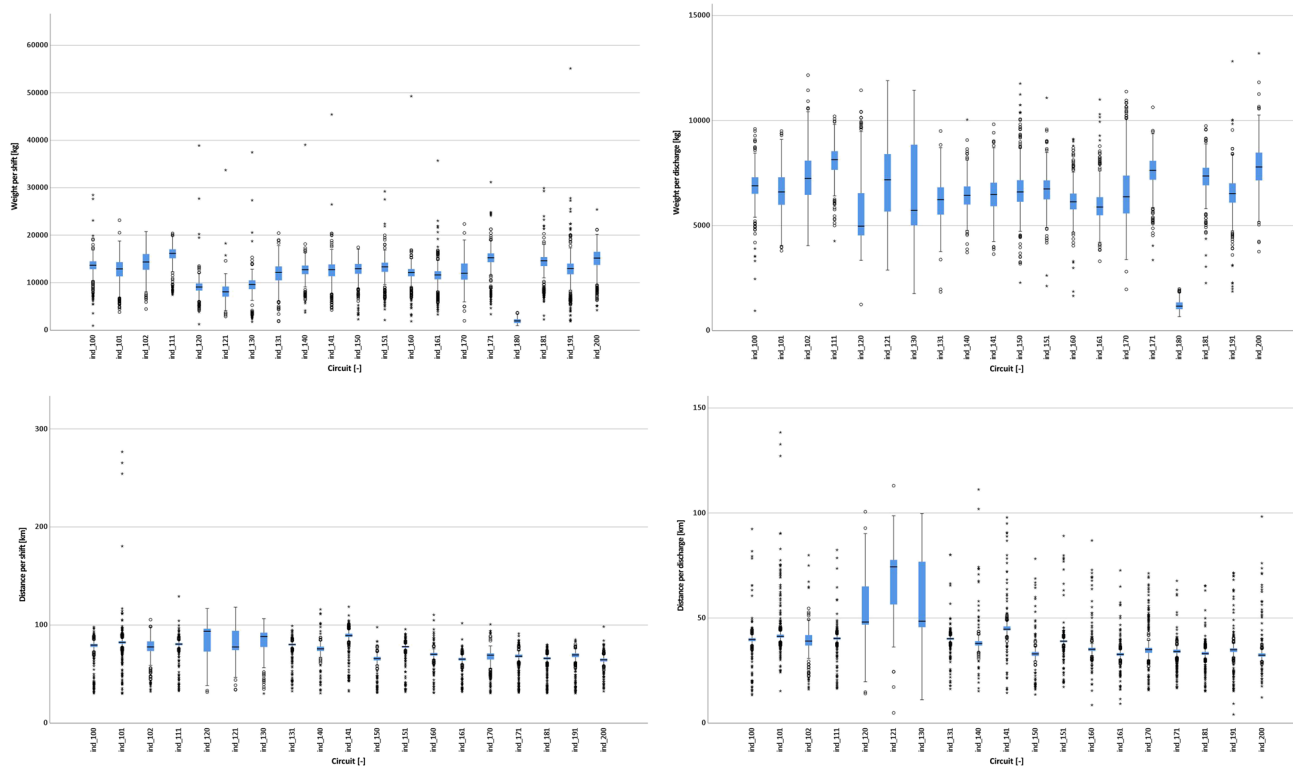 Weight per shift [kg]
60000
50000
40000
30000
20000
10000
0
ind_100
ind_101
ind_102
ind_111
ind_120
ind_121
ind_130
ind_131
ind_140
ind_141
ind_150
ind_151
ind_160
ind_161
ind_170
ind_171
ind_180
ind_181
ind_191
ind_200
Circuit [-]
Weight per discharge [kg]
15000
10000
5000
0
ind_100
ind_101
ind_102
ind_111
ind_120
ind_121
ind_130
ind_131
ind_140
ind_141
ind_150
ind_151
ind_160
ind_161
ind_170
ind_171
ind_180
ind_181
ind_191
ind_200
Circuit [-]
Distance per shift [km]
300
200
100
0
ind_100
ind_101
ind_102
ind_111
ind_120
ind_121
ind_130
ind_131
ind_140
ind_141
ind_150
ind_151
ind_160
ind_161
ind_170
ind_171
ind_181
ind_191
ind_200
Circuit [-]
Distance per discharge [km]
150
100
50
0
ind_100
ind_101
ind_102
ind_111
ind_120
ind_121
ind_130
ind_131
ind_140
ind_141
ind_150
ind_151
ind_160
ind_161
ind_170
ind_171
ind_181
ind_191
ind_200
Circuit [-]